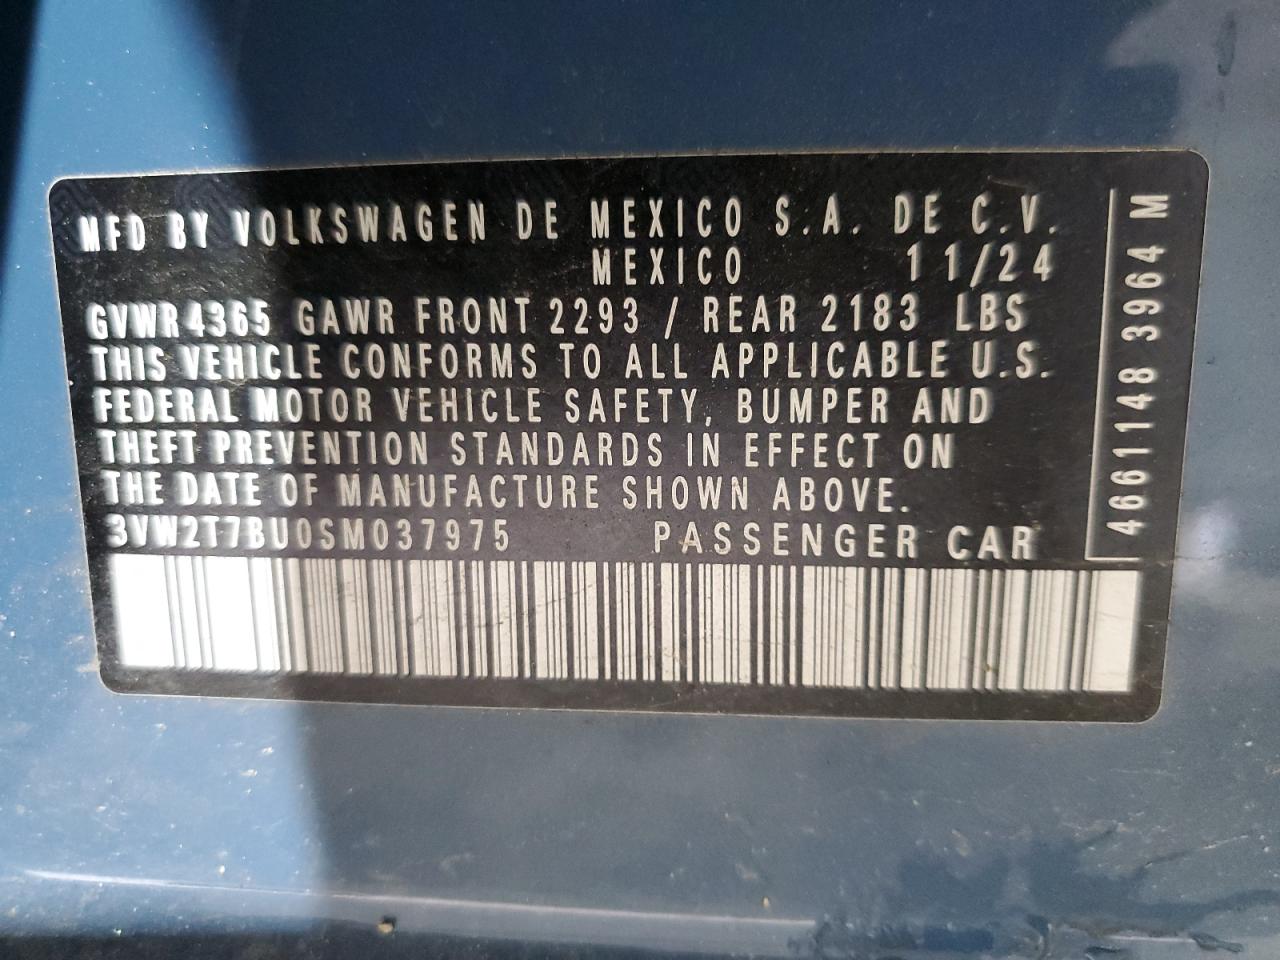 MFD BY VOLKSWAGEN DE MEXICO S.A. DE C.V.
MEXICO 11/24
GVWR 4365 GAWR FRONT 2293 / REAR 2183 LBS
THIS VEHICLE CONFORMS TO ALL APPLICABLE U.S.
FEDERAL MOTOR VEHICLE SAFETY, BUMPER AND
THEFT PREVENTION STANDARDS IN EFFECT ON
THE DATE OF MANUFACTURE SHOWN ABOVE.
3VW2T7BU0SM037975 PASSENGER CAR
4661148 3964 M